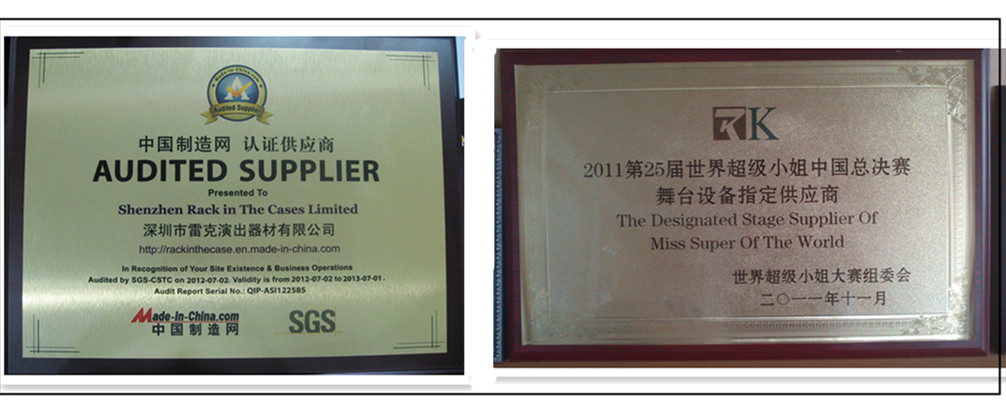 Made-in-China.com
Audited Supplier
中国制造网 认证供应商
AUDITED SUPPLIER
Presented To
Shenzhen Rack in The Cases Limited
深圳市雷克演出器材有限公司
http://rackinthecase.en.made-in-china.com
In Recognition of Your Site Existence & Business Operations
Audited by SGS-CSTC on 2012-07-02. Validity is from 2012-07-02 to 2013-07-01.
Audit Report Serial No.: QIP-ASI122585
Made-in-China.com
中国制造网
SGS
RK
2011第25届世界超级小姐中国总决赛
舞台设备指定供应商
The Designated Stage Supplier Of
Miss Super Of The World
世界超级小姐大赛组委会
二〇一一年十一月